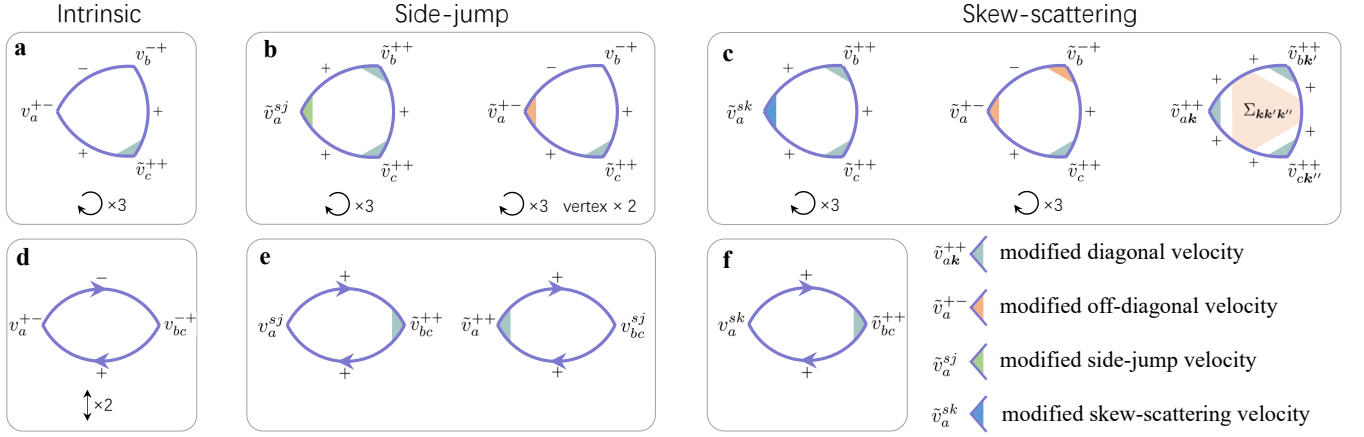 Intrinsic
Side-jump
Skew-scattering
a
−
v_b^{-+}
v_a^{+-}
+
+
ṽ_c^{++}
×3
b
+
ṽ_b^{++}
ṽ_a^{sj}
+
+
ṽ_c^{++}
×3
−
v_b^{-+}
ṽ_a^{+-}
+
+
ṽ_c^{++}
×3 vertex × 2
c
+
ṽ_b^{++}
ṽ_a^{sk}
+
+
ṽ_c^{++}
×3
−
ṽ_b^{-+}
ṽ_a^{+-}
+
+
ṽ_c^{++}
×3
+
ṽ_{bk'}^{++}
+
+
ṽ_{ak}^{++}
Σ_{kk'k''}
+
+
+
ṽ_{ck''}^{++}
d
−
v_a^{+-}
v_{bc}^{-+}
+
×2
e
+
v_a^{sj}
ṽ_{bc}^{++}
+
+
ṽ_a^{++}
v_{bc}^{sj}
+
f
+
v_a^{sk}
ṽ_{bc}^{++}
+
ṽ_{ak}^{++} modified diagonal velocity
ṽ_a^{+-} modified off-diagonal velocity
ṽ_a^{sj} modified side-jump velocity
ṽ_a^{sk} modified skew-scattering velocity